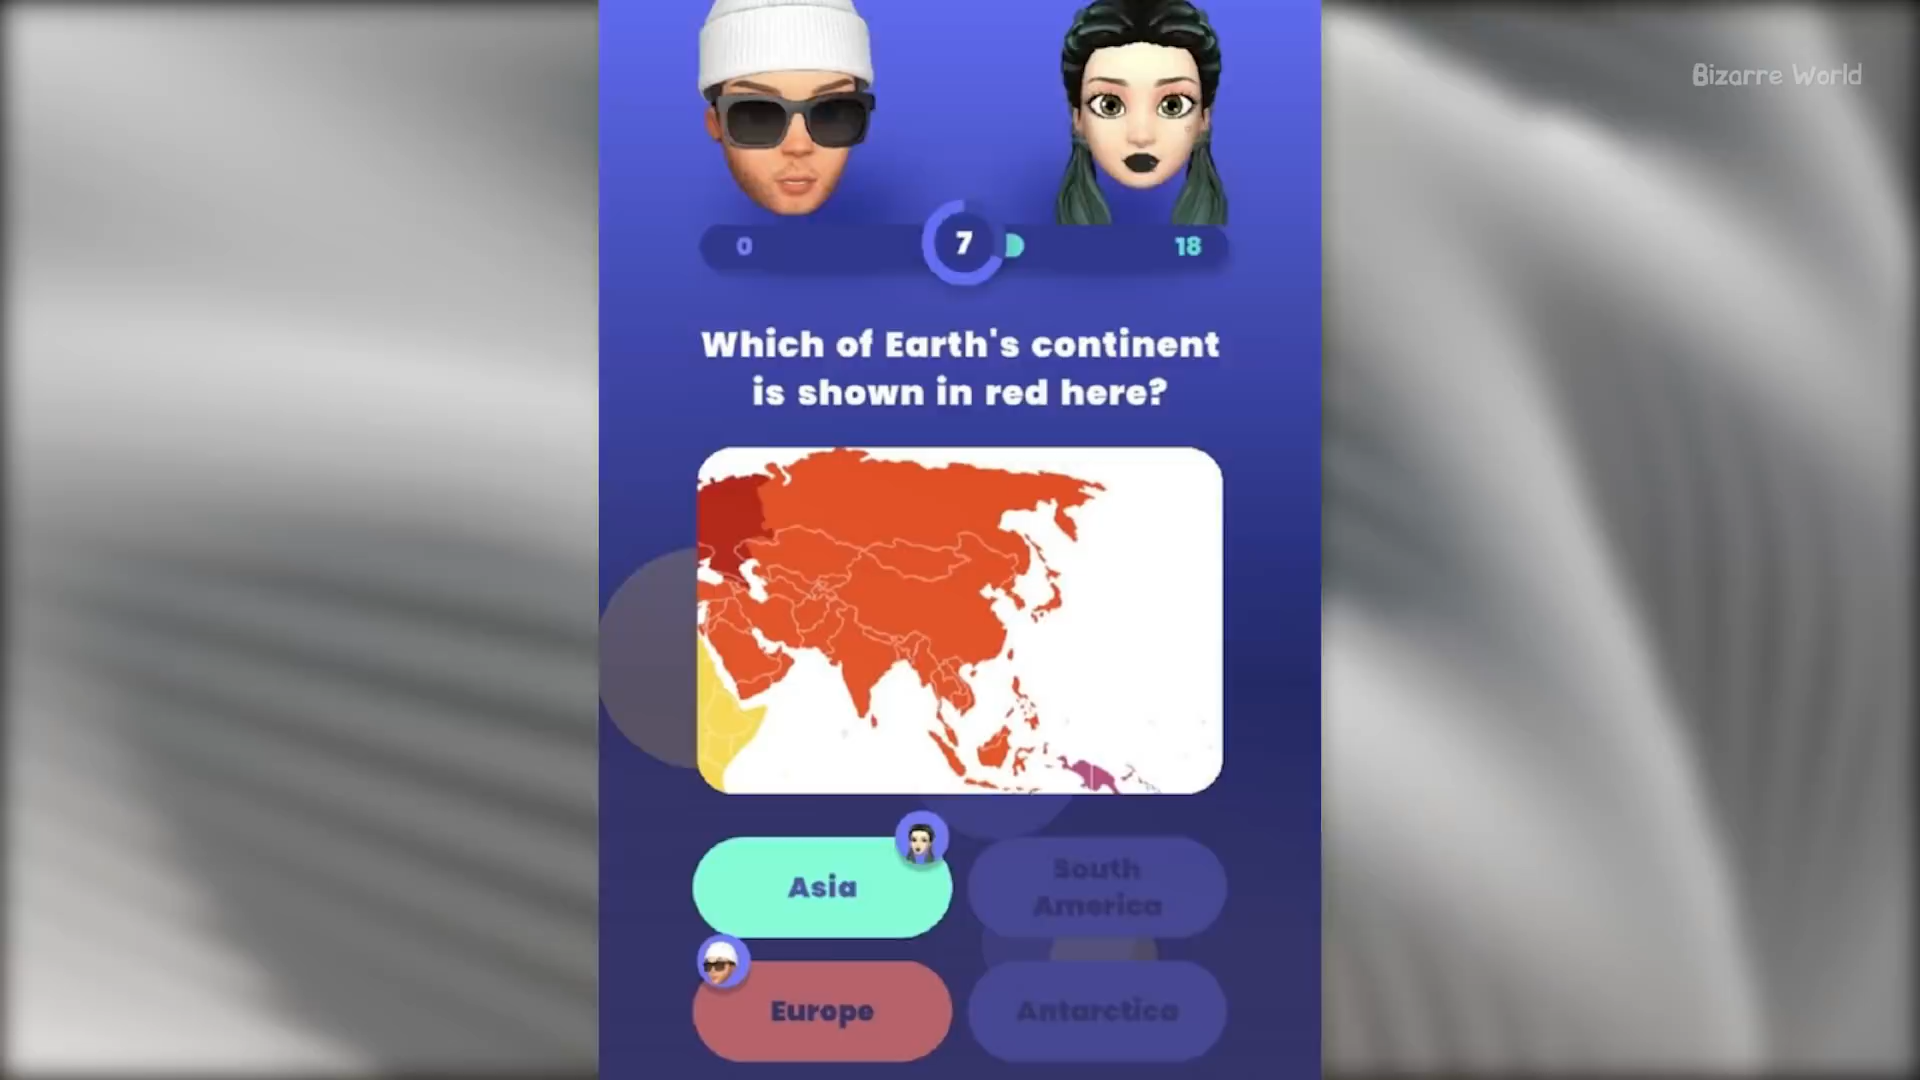 Bizarre World
0
7
18
Which of Earth's continent
is shown in red here?
Asia
South
America
Europe
Antarctica